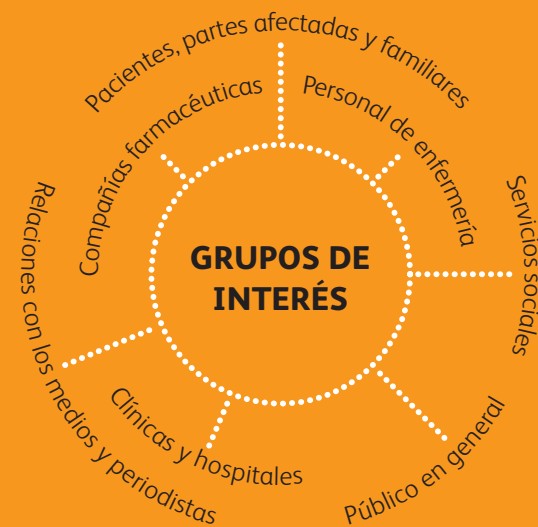 Pacientes, partes afectadas y familiares
Compañías farmacéuticas
Personal de enfermería
Relaciones con los medios y periodistas
Servicios sociales
GRUPOS DE
INTERÉS
Clínicas y hospitales
Público en general